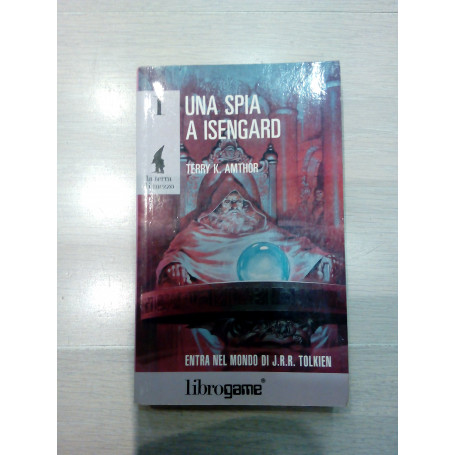 1
UNA SPIA
A ISENGARD
TERRY K. AMTHOR
la terra
di mezzo
ENTRA NEL MONDO DI J.R.R. TOLKIEN
librogame®